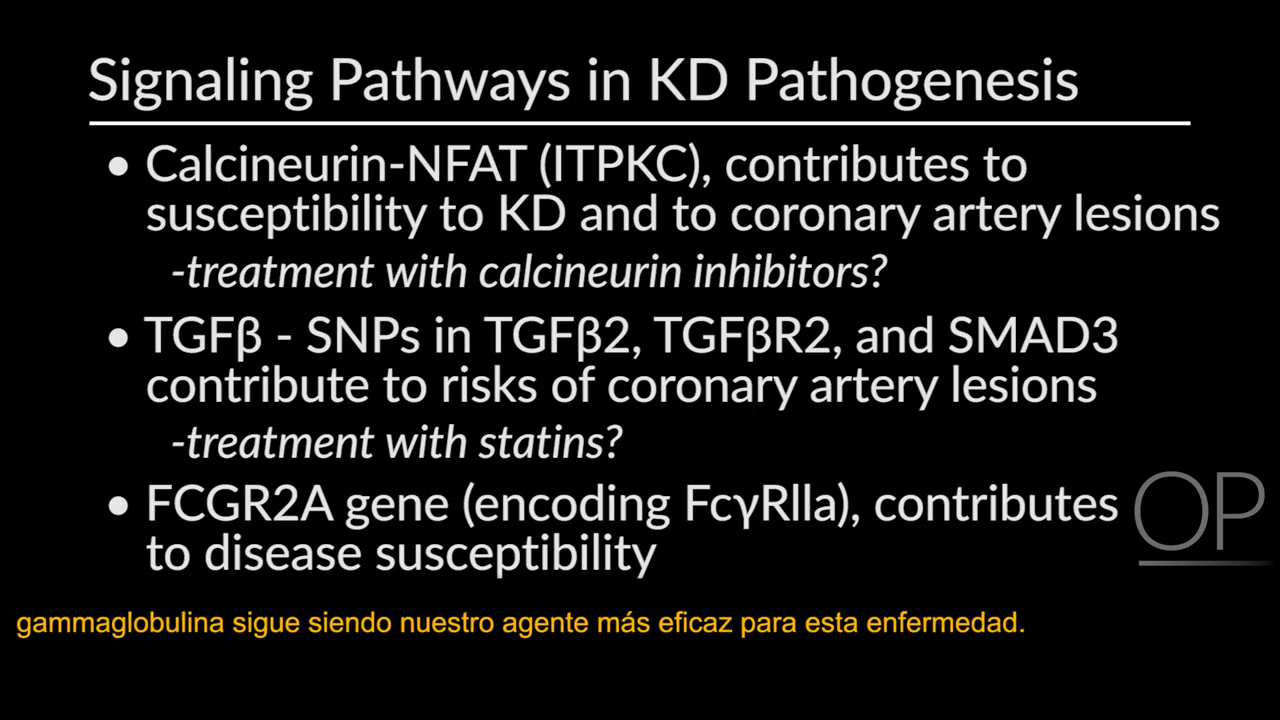 Signaling Pathways in KD Pathogenesis
• Calcineurin-NFAT (ITPKC), contributes to
susceptibility to KD and to coronary artery lesions
-treatment with calcineurin inhibitors?
• TGFβ - SNPs in TGFβ2, TGFβR2, and SMAD3
contribute to risks of coronary artery lesions
-treatment with statins?
• FCGR2A gene (encoding FcγRlla), contributes
to disease susceptibility
OP
gammaglobulina sigue siendo nuestro agente más eficaz para esta enfermedad.